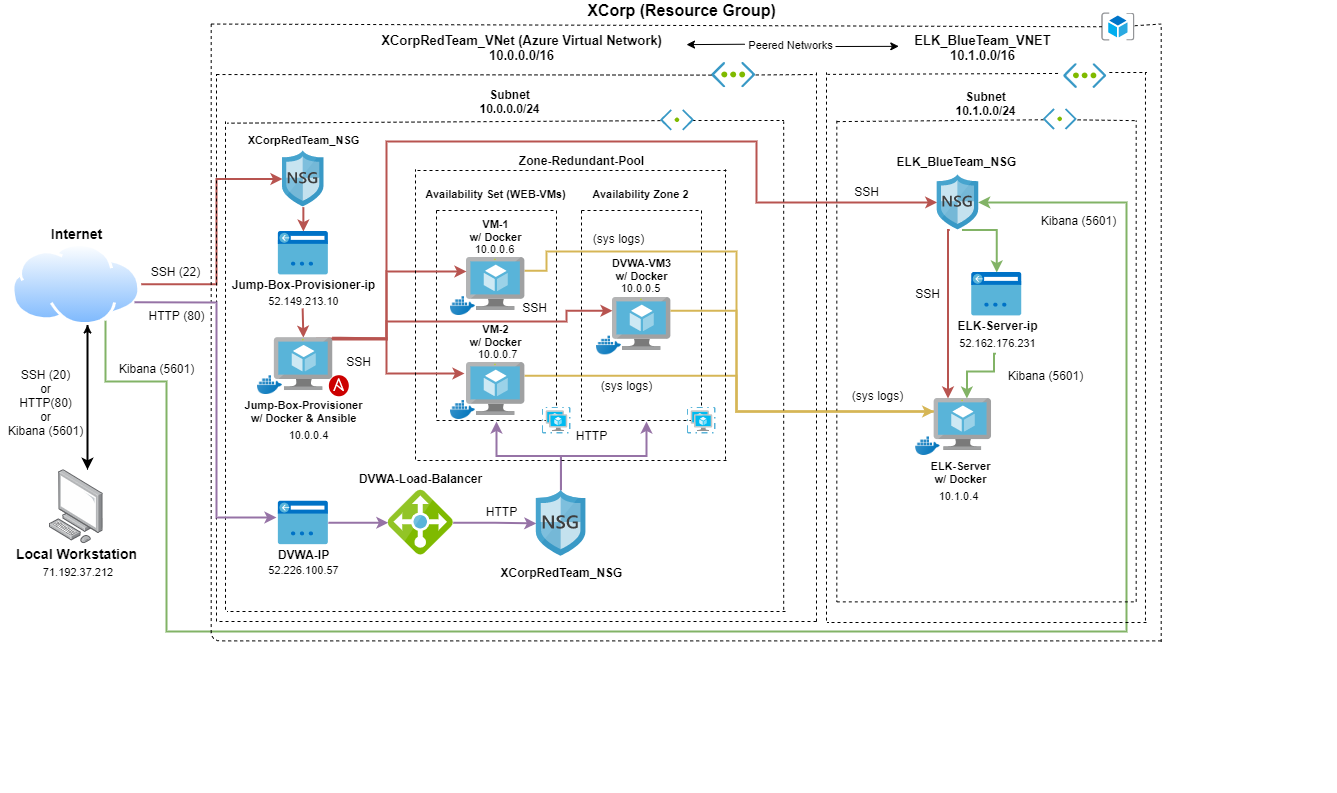 XCorp (Resource Group)
XCorpRedTeam_VNet (Azure Virtual Network)
10.0.0.0/16
Peered Networks
ELK_BlueTeam_VNET
10.1.0.0/16
Subnet
10.0.0.0/24
Subnet
10.1.0.0/24
XCorpRedTeam_NSG
NSG
Jump-Box-Provisioner-ip
52.149.213.10
SSH
Jump-Box-Provisioner
w/ Docker & Ansible
10.0.0.4
A
Zone-Redundant-Pool
Availability Set (WEB-VMs)
Availability Zone 2
VM-1
w/ Docker
10.0.0.6
(sys logs)
DVWA-VM3
w/ Docker
10.0.0.5
SSH
VM-2
w/ Docker
10.0.0.7
(sys logs)
HTTP
Internet
SSH (22)
HTTP (80)
Kibana (5601)
SSH (20)
or
HTTP(80)
or
Kibana (5601)
Local Workstation
71.192.37.212
DVWA-IP
52.226.100.57
DVWA-Load-Balancer
HTTP
NSG
XCorpRedTeam_NSG
SSH
ELK_BlueTeam_NSG
NSG
Kibana (5601)
SSH
ELK-Server-ip
52.162.176.231
Kibana (5601)
(sys logs)
ELK-Server
w/ Docker
10.1.0.4